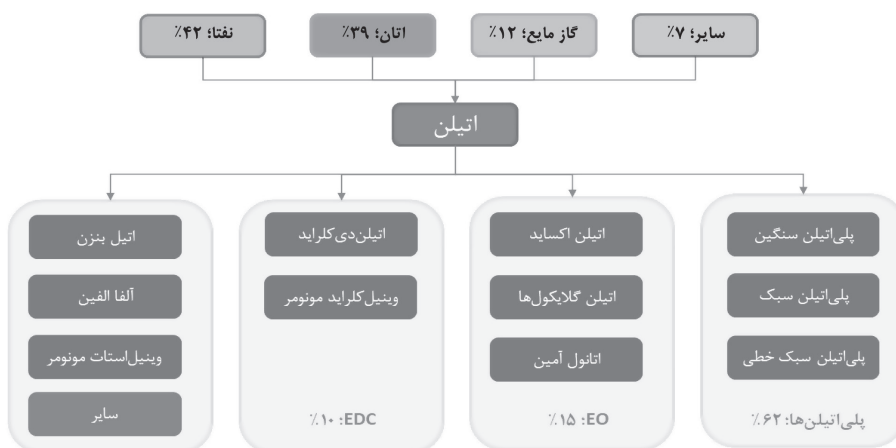 سایر؛ ۷٪
گاز مایع؛ ۱۲٪
اتان؛ ۳۹٪
نفتا؛ ۴۲٪
اتیلن
پلی‌اتیلن سنگین
پلی‌اتیلن سبک
پلی‌اتیلن سبک خطی
پلی‌اتیلن‌ها: ۶۲٪
اتیلن اکساید
اتیلن گلایکول‌ها
اتانول آمین
EO: ۱۵٪
اتیلن‌دی‌کلراید
وینیل‌کلراید مونومر
EDC: ۱۰٪
اتیل بنزن
آلفا الفین
وینیل‌استات مونومر
سایر